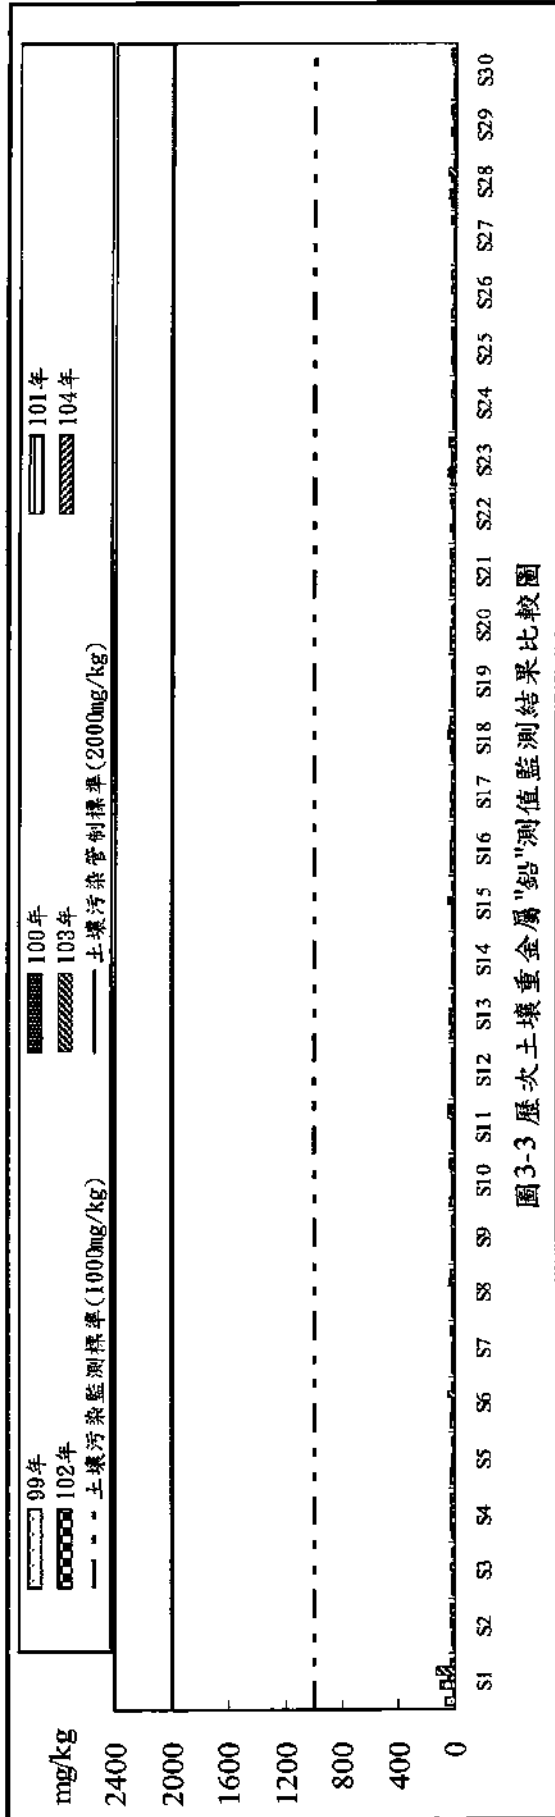 mg/kg
99年
100年
101年
102年
103年
104年
土壤污染監測標準(1000mg/kg)
土壤污染管制標準(2000mg/kg)
2400
2000
1600
1200
800
400
0
S1 S2 S3 S4 S5 S6 S7 S8 S9 S10 S11 S12 S13 S14 S15 S16 S17 S18 S19 S20 S21 S22 S23 S24 S25 S26 S27 S28 S29 S30
圖3-3 歷次土壤重金屬"鉛"測值監測結果比較圖